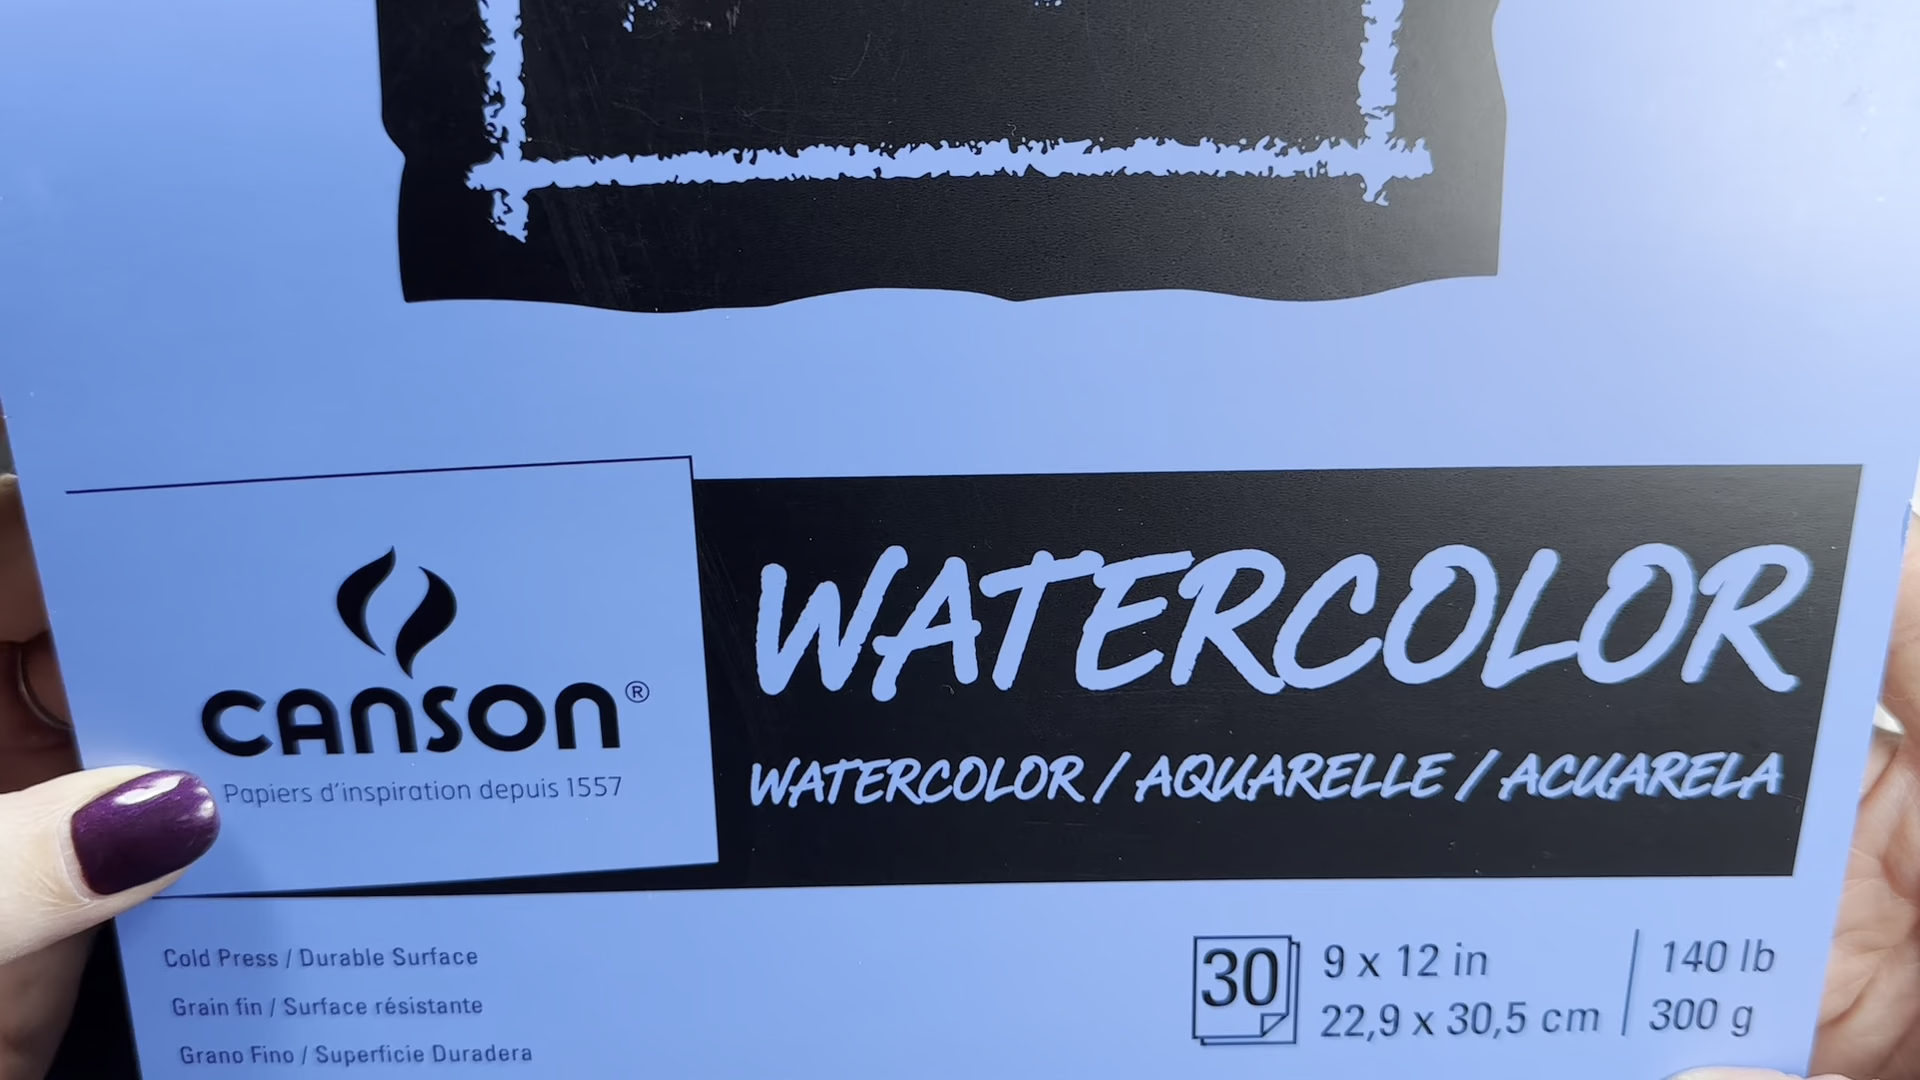 CANSON®
Papiers d'inspiration depuis 1557
WATERCOLOR
WATERCOLOR / AQUARELLE / ACUARELA
Cold Press / Durable Surface
Grain fin / Surface résistante
Grano Fino / Superficie Duradera
30
9 x 12 in
22,9 x 30,5 cm
140 lb
300 g